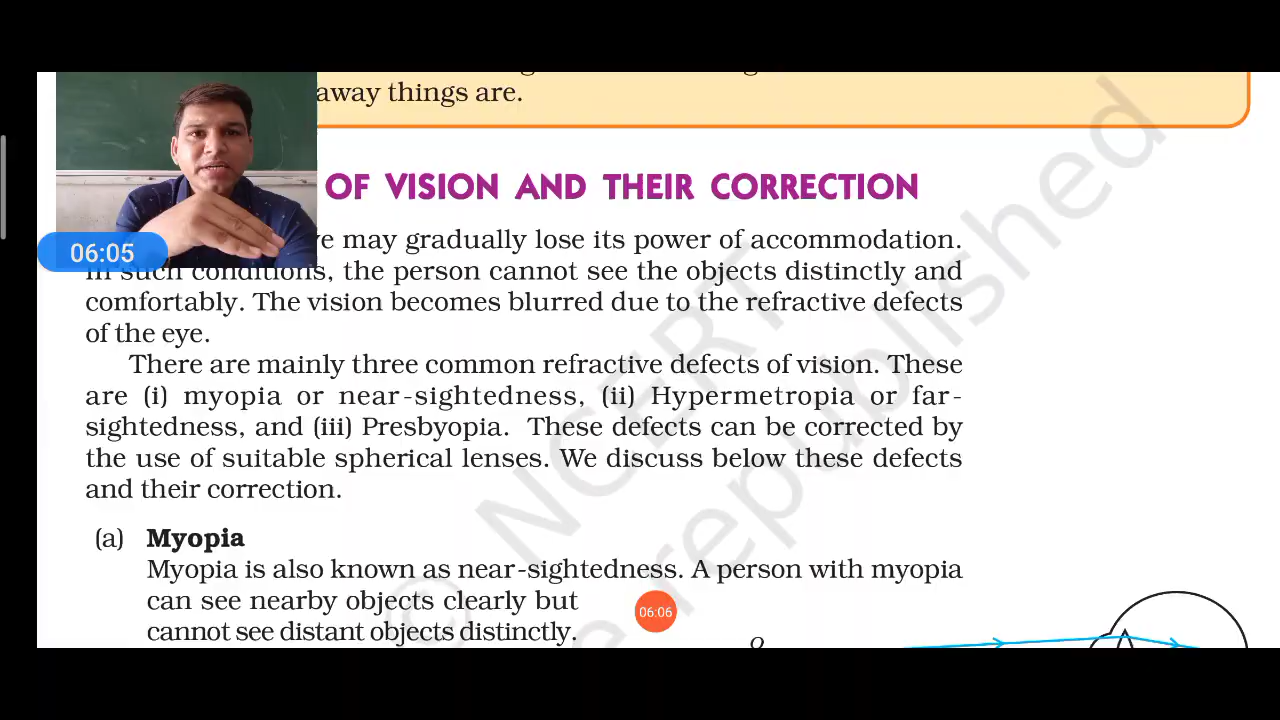 away things are.
OF VISION AND THEIR CORRECTION
06:05
may gradually lose its power of accommodation.
In such conditions, the person cannot see the objects distinctly and
comfortably. The vision becomes blurred due to the refractive defects
of the eye.
There are mainly three common refractive defects of vision. These
are (i) myopia or near-sightedness, (ii) Hypermetropia or far-
sightedness, and (iii) Presbyopia. These defects can be corrected by
the use of suitable spherical lenses. We discuss below these defects
and their correction.
(a) Myopia
Myopia is also known as near-sightedness. A person with myopia
can see nearby objects clearly but
cannot see distant objects distinctly.
06:06
© NCERT
republished